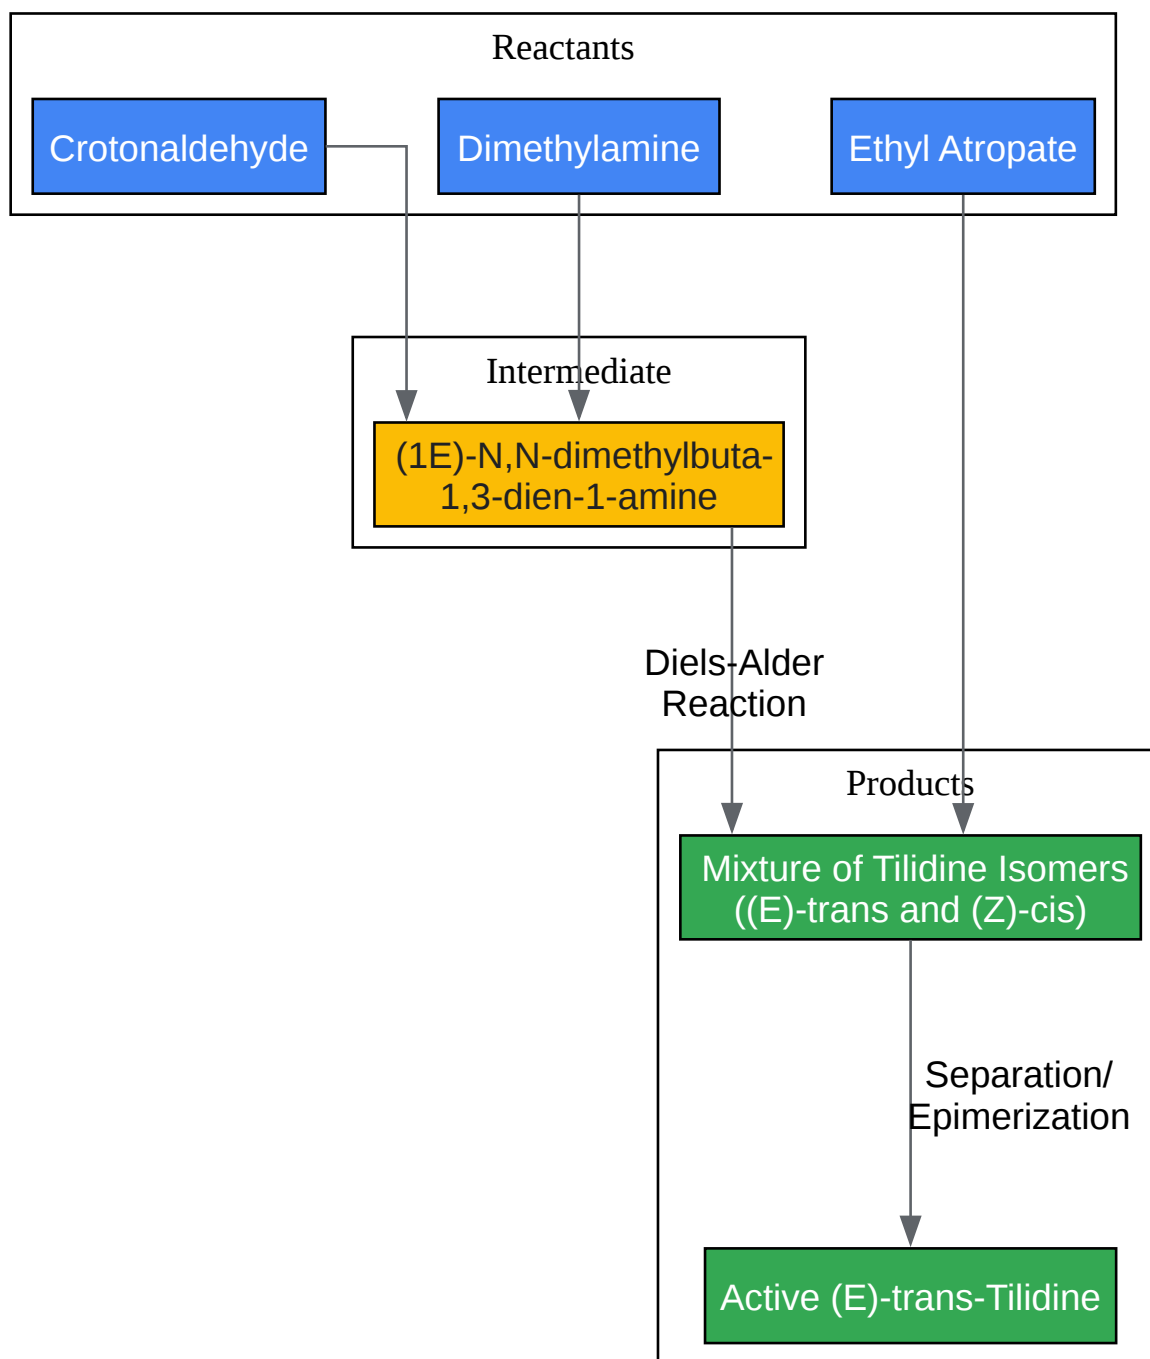 Reactants
Crotonaldehyde
Dimethylamine
Ethyl Atropate
Intermediate
(1E)-N,N-dimethylbuta-
1,3-dien-1-amine
Diels-Alder
Reaction
Products
Mixture of Tilidine Isomers
((E)-trans and (Z)-cis)
Separation/
Epimerization
Active (E)-trans-Tilidine